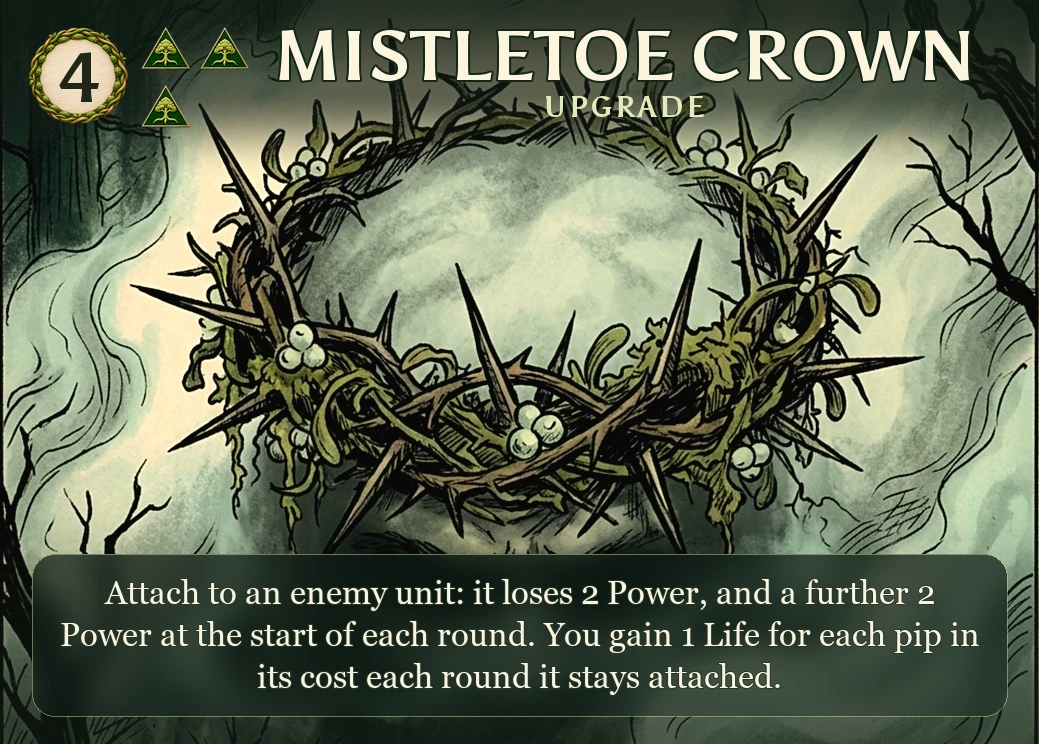 4
MISTLETOE CROWN
UPGRADE
Attach to an enemy unit: it loses 2 Power, and a further 2
Power at the start of each round. You gain 1 Life for each pip in
its cost each round it stays attached.